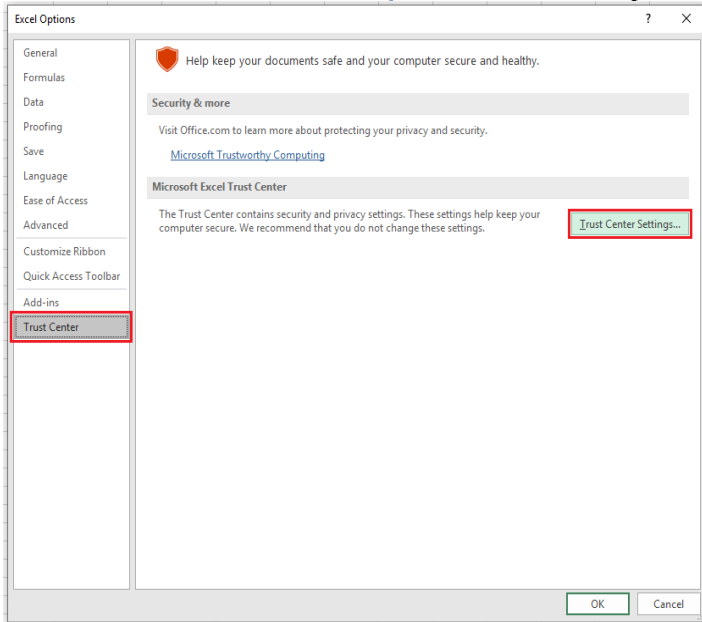 Excel Options
?
General
Formulas
Data
Proofing
Save
Language
Ease of Access
Advanced
Customize Ribbon
Quick Access Toolbar
Add-ins
Trust Center
Help keep your documents safe and your computer secure and healthy.
Security & more
Visit Office.com to learn more about protecting your privacy and security.
Microsoft Trustworthy Computing
Microsoft Excel Trust Center
The Trust Center contains security and privacy settings. These settings help keep your
computer secure. We recommend that you do not change these settings.
Trust Center Settings...
OK
Cancel